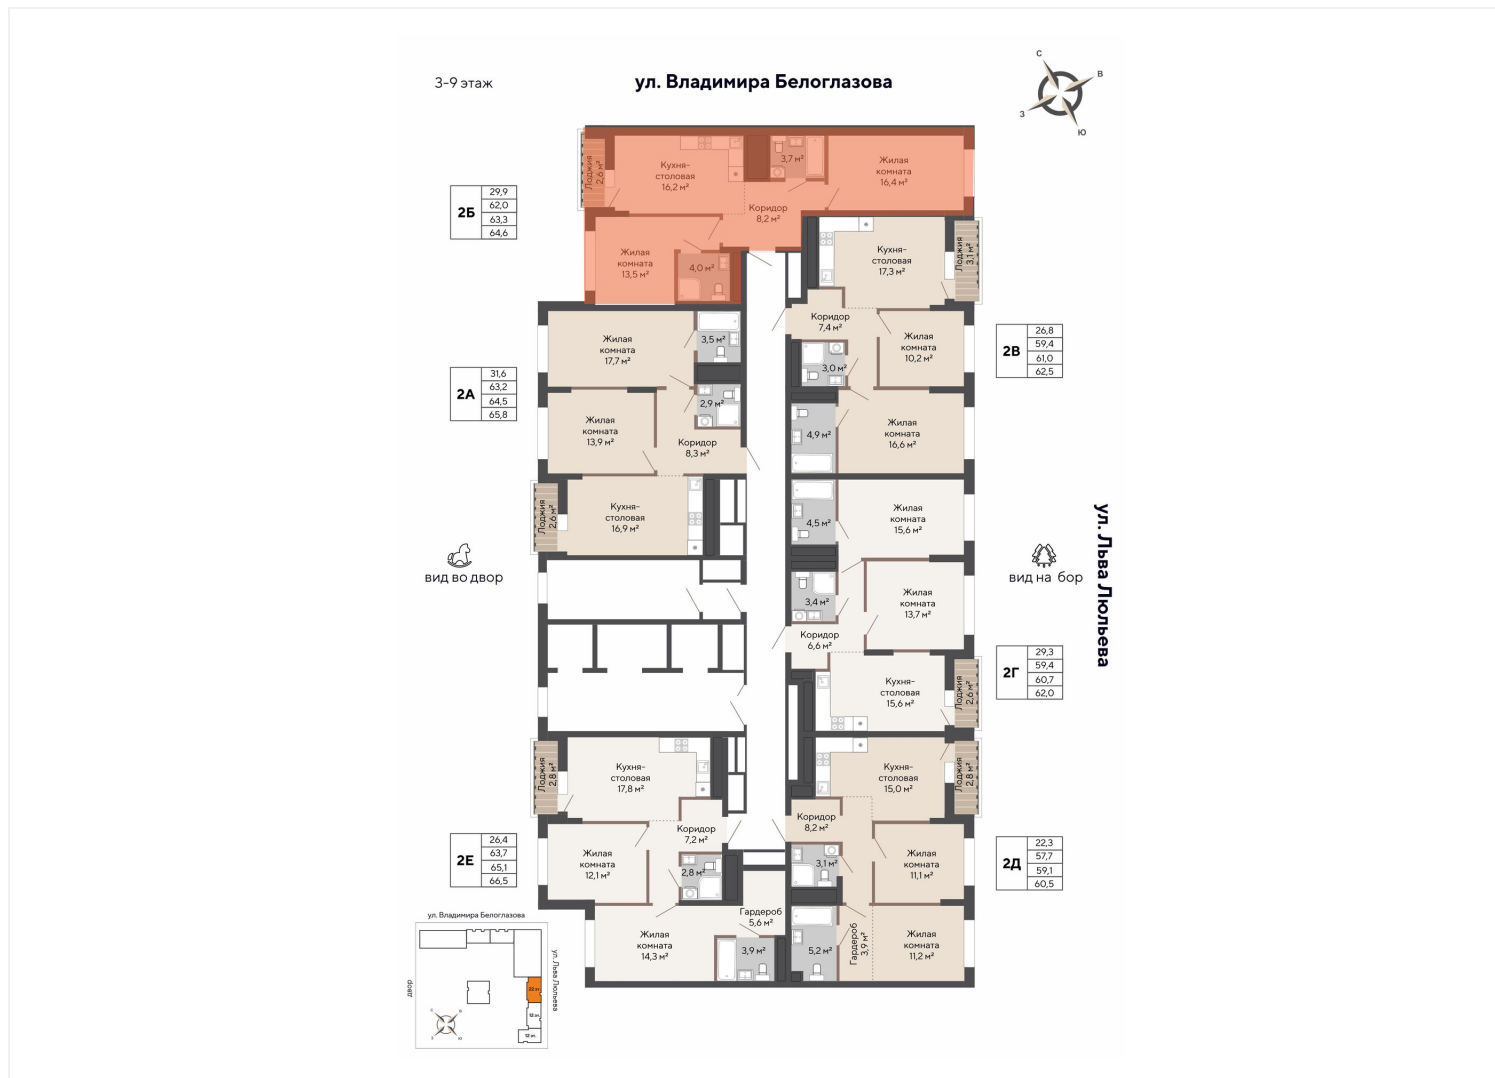 3-9 этаж
ул. Владимира Белоглазова
С
В
З
Ю
Лоджия
2,6 м²
Кухня-
столовая
16,2 м²
3,7 м²
Жилая
комната
16,4 м²
Коридор
8,2 м²
Жилая
комната
13,5 м²
4,0 м²
2Б
29,9
62,0
63,3
64,6
Кухня-
столовая
17,3 м²
Лоджия
3,1 м²
Коридор
7,4 м²
Жилая
комната
10,2 м²
3,0 м²
4,9 м²
Жилая
комната
16,6 м²
2В
26,8
59,4
61,0
62,5
Жилая
комната
17,7 м²
3,5 м²
2,9 м²
Жилая
комната
13,9 м²
Коридор
8,3 м²
Лоджия
2,6 м²
Кухня-
столовая
16,9 м²
2А
31,6
63,2
64,5
65,8
4,5 м²
Жилая
комната
15,6 м²
3,4 м²
Жилая
комната
13,7 м²
Коридор
6,6 м²
Кухня-
столовая
15,6 м²
Лоджия
2,6 м²
2Г
29,3
59,4
60,7
62,0
вид во двор
вид на бор
ул. Льва Люльева
Лоджия
2,8 м²
Кухня-
столовая
17,8 м²
Коридор
7,2 м²
Жилая
комната
12,1 м²
2,8 м²
Гардероб
5,6 м²
Жилая
комната
14,3 м²
3,9 м²
2Е
26,4
63,7
65,1
66,5
Кухня-
столовая
15,0 м²
Лоджия
2,8 м²
Коридор
8,2 м²
3,1 м²
Жилая
комната
11,1 м²
5,2 м²
Гардероб
3,9 м²
Жилая
комната
11,2 м²
2Д
22,3
57,7
59,1
60,5
ул. Владимира Белоглазова
ул. Льва Люльева
двор
22 эт.
12 эт.
12 эт.
С
В
З
Ю